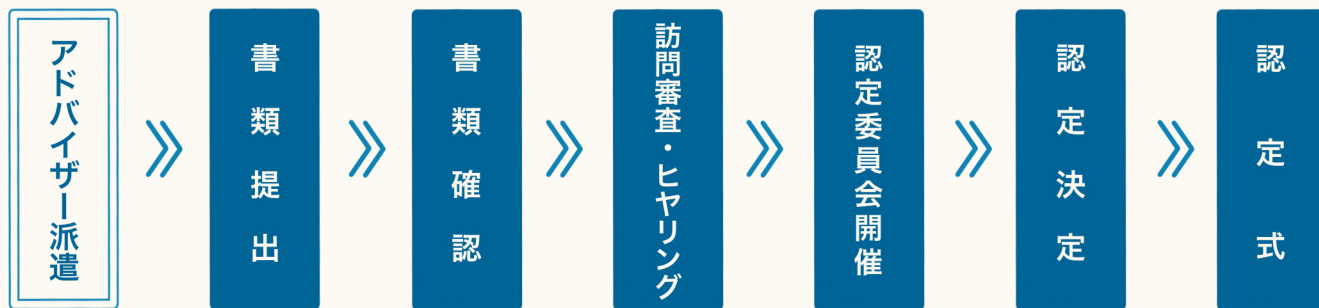 アドバイザー派遣
書類提出
書類確認
訪問審査・ヒヤリング
認定委員会開催
認定決定
認定式